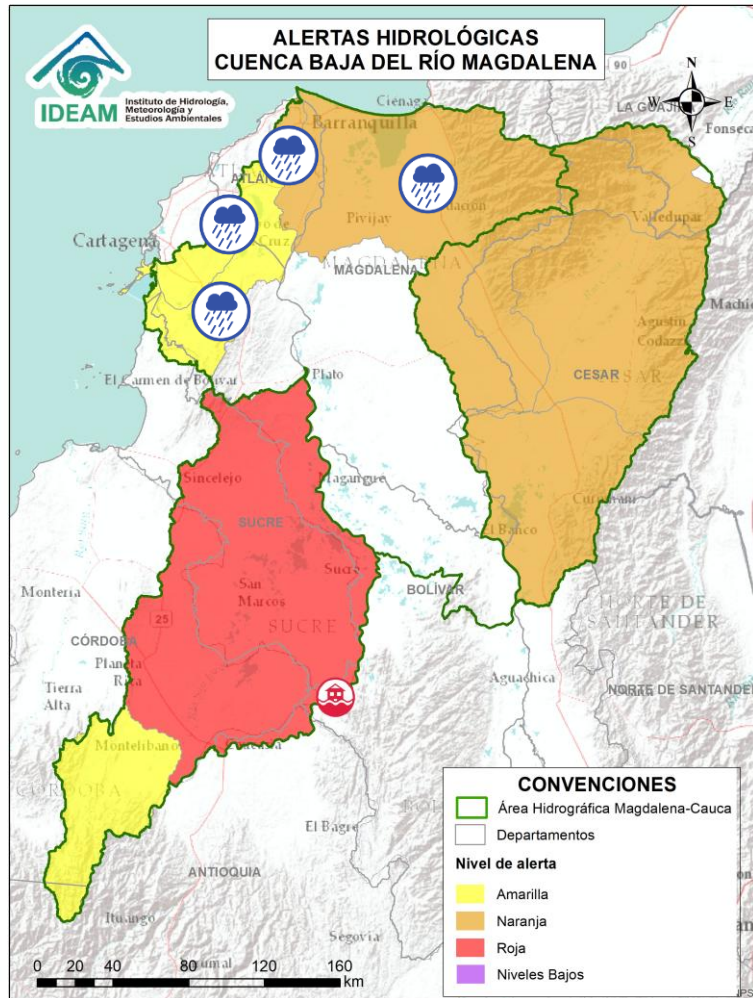 ALERTAS HIDROLÓGICAS
CUENCA BAJA DEL RÍO MAGDALENA
IDEAM
Instituto de Hidrología,
Meteorología y
Estudios Ambientales
90
N
W
E
S
LA GUAJIRA
Fonseca
Ciénaga
Barranquilla
Cartagena
Pivijay
Valledupar
MAGDALENA
MAGDALENA
Agustín
Codazzi
El Carmen de Bolívar
Plato
CESAR
CESAR
Sincelejo
Magangue
SUCRE
El Banco
Sucre
San
Marcos
BOLÍVAR
Montería
SUCRE
NORTE DE
SANTANDER
25
CÓRDOBA
Planeta
Rica
Aguachica
NORTE DE SANTANDER
Tierra
Alta
Montelíbano
CÓRDOBA
El Bagre
ANTIOQUIA
Ituango
Segovia
0 20 40 80 120 160
km
CONVENCIONES
Área Hidrográfica Magdalena-Cauca
Departamentos
Nivel de alerta
Amarilla
Naranja
Roja
Niveles Bajos